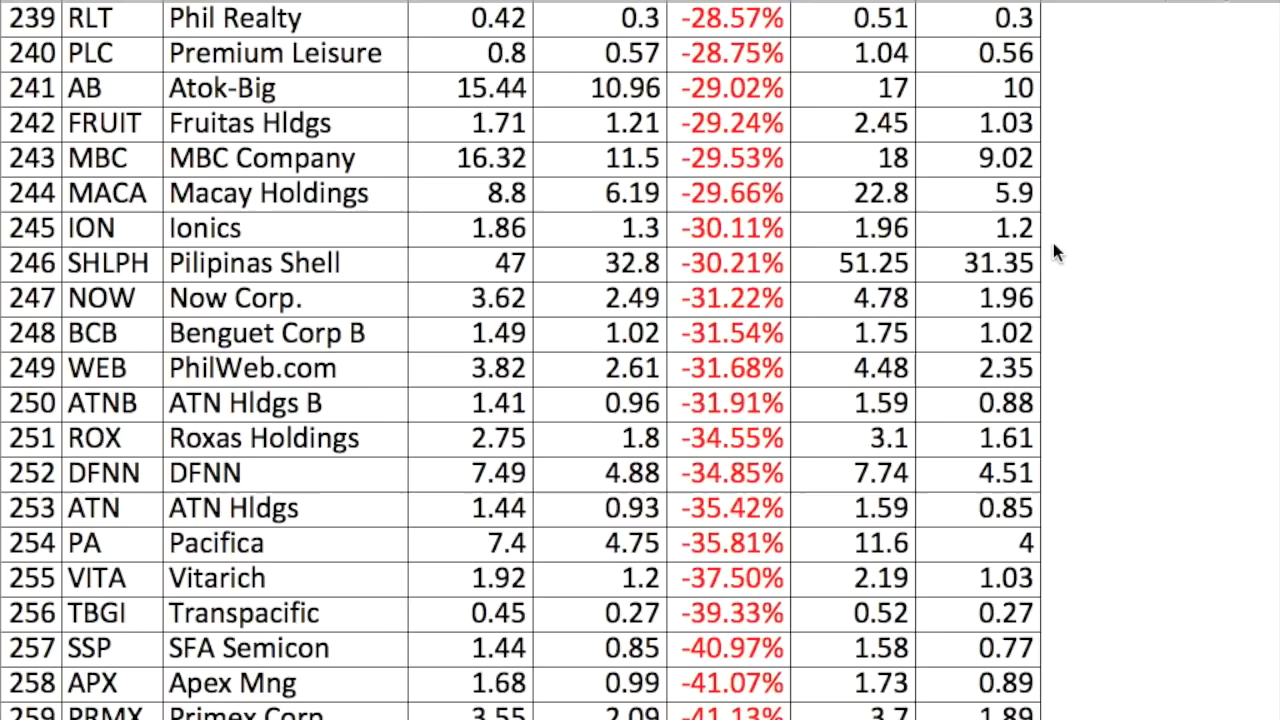 239 RLT Phil Realty 0.42 0.3 -28.57% 0.51 0.3
240 PLC Premium Leisure 0.8 0.57 -28.75% 1.04 0.56
241 AB Atok-Big 15.44 10.96 -29.02% 17 10
242 FRUIT Fruitas Hldgs 1.71 1.21 -29.24% 2.45 1.03
243 MBC MBC Company 16.32 11.5 -29.53% 18 9.02
244 MACA Macay Holdings 8.8 6.19 -29.66% 22.8 5.9
245 ION Ionics 1.86 1.3 -30.11% 1.96 1.2
246 SHLPH Pilipinas Shell 47 32.8 -30.21% 51.25 31.35
247 NOW Now Corp. 3.62 2.49 -31.22% 4.78 1.96
248 BCB Benguet Corp B 1.49 1.02 -31.54% 1.75 1.02
249 WEB PhilWeb.com 3.82 2.61 -31.68% 4.48 2.35
250 ATNB ATN Hldgs B 1.41 0.96 -31.91% 1.59 0.88
251 ROX Roxas Holdings 2.75 1.8 -34.55% 3.1 1.61
252 DFNN DFNN 7.49 4.88 -34.85% 7.74 4.51
253 ATN ATN Hldgs 1.44 0.93 -35.42% 1.59 0.85
254 PA Pacifica 7.4 4.75 -35.81% 11.6 4
255 VITA Vitarich 1.92 1.2 -37.50% 2.19 1.03
256 TBGI Transpacific 0.45 0.27 -39.33% 0.52 0.27
257 SSP SFA Semicon 1.44 0.85 -40.97% 1.58 0.77
258 APX Apex Mng 1.68 0.99 -41.07% 1.73 0.89
259 PRMX Primex Corp 3.55 2.09 -41.13% 3.7 1.89